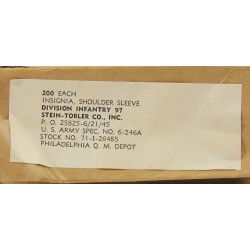 200 EACH
INSIGNIA, SHOULDER SLEEVE
DIVISION INFANTRY 97
STEIN-TOBLER CO., INC.
P. O. 25825-6/21/45
U. S. ARMY SPEC. NO. 6-246A
STOCK NO. 71-I-26485
PHILADELPHIA Q. M. DEPOT